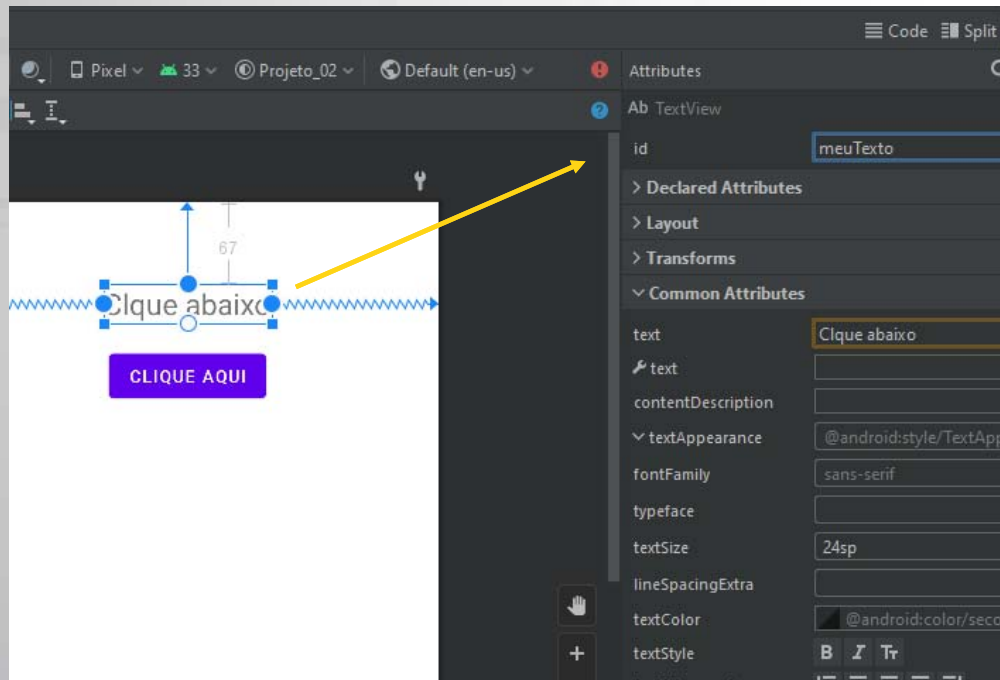 Code Split
Pixel 33 Projeto_02 Default (en-us)
Attributes
Ab TextView
id meuTexto
Declared Attributes
Layout
67
Transforms
Common Attributes
Clque abaixo
text Clque abaixo
text
CLIQUE AQUI
contentDescription
textAppearance @android:style/TextApp
fontFamily sans-serif
typeface
textSize 24sp
lineSpacingExtra
textColor @android:color/seco
textStyle B I Tr